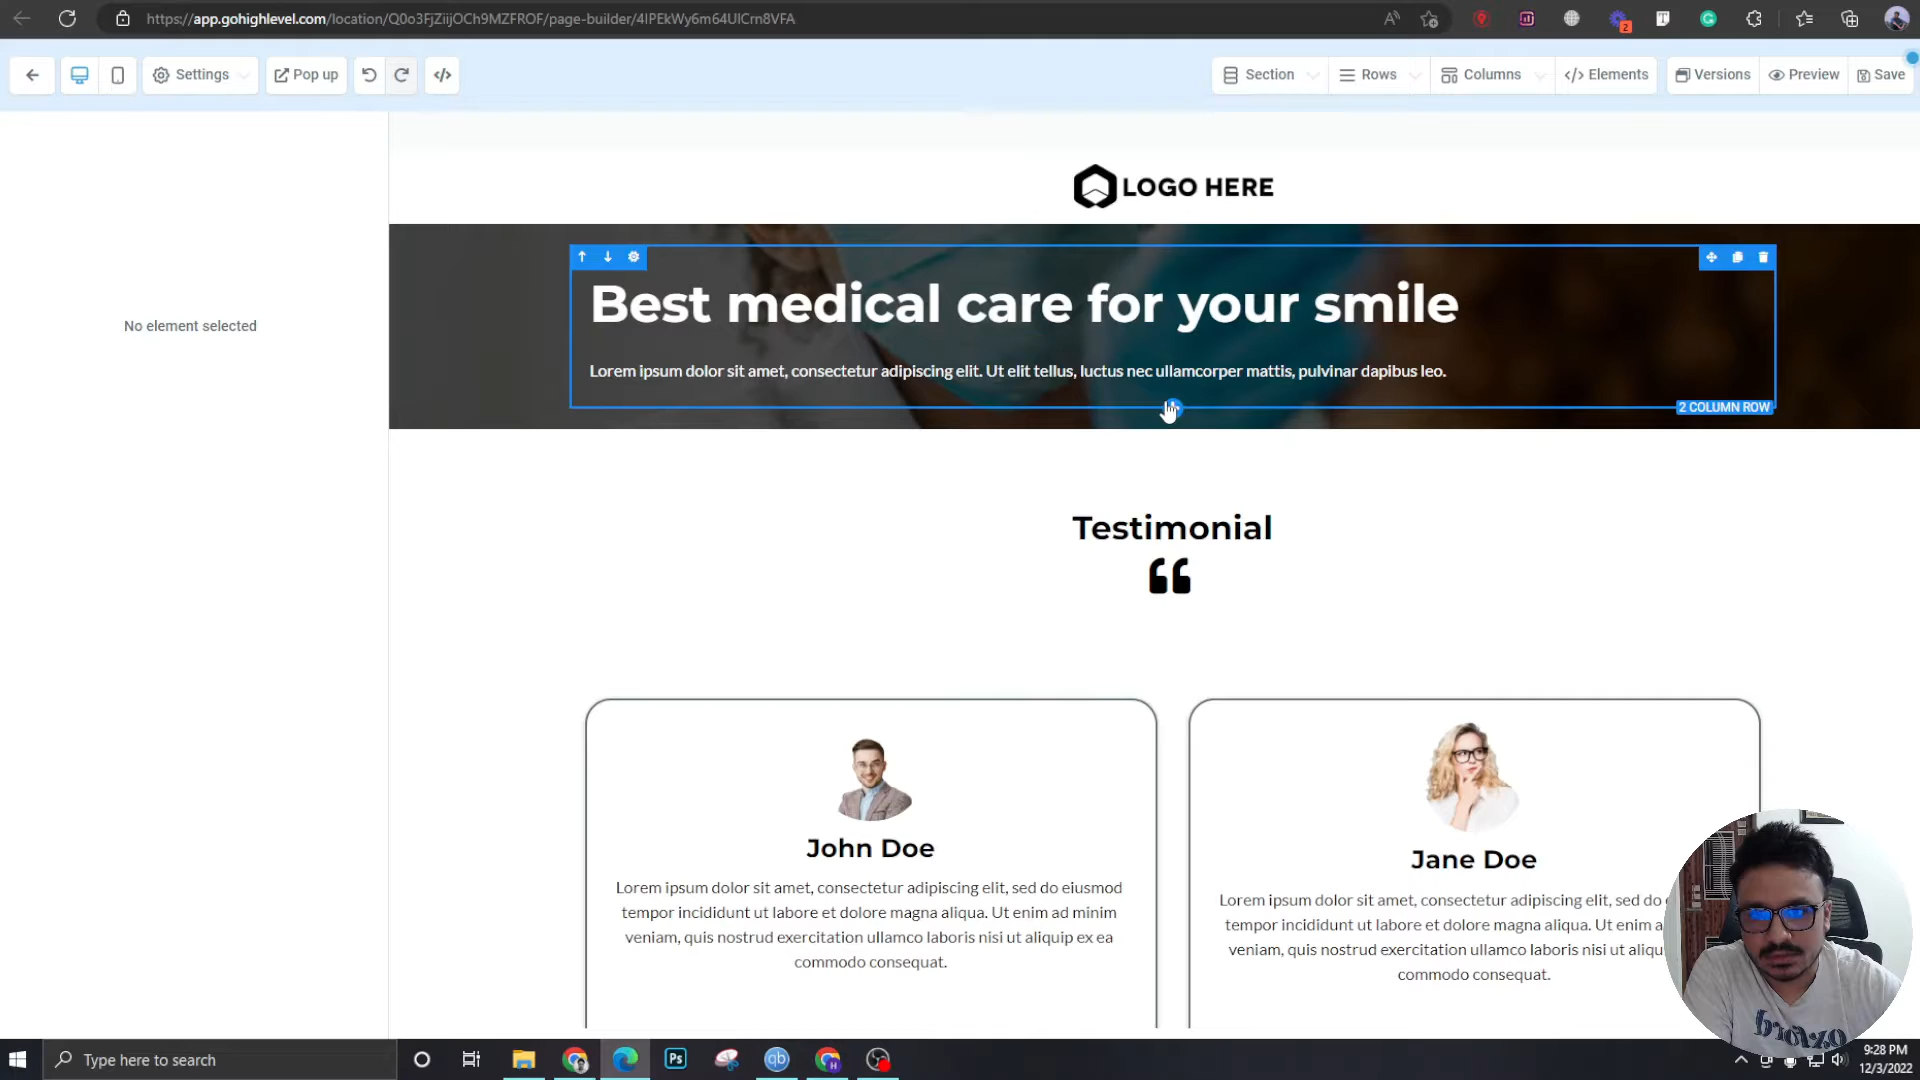 https://app.gohighlevel.com/location/Q0o3FjZiijOCh9MZFROF/page-builder/4IPEkWy6m64UlCrn8VFA
2
Settings
Pop up
Section
Rows
Columns
</> Elements
Versions
Preview
Save
LOGO HERE
No element selected
Best medical care for your smile
Lorem ipsum dolor sit amet, consectetur adipiscing elit. Ut elit tellus, luctus nec ullamcorper mattis, pulvinar dapibus leo.
2 COLUMN ROW
Testimonial
John Doe
Lorem ipsum dolor sit amet, consectetur adipiscing elit, sed do eiusmod
tempor incididunt ut labore et dolore magna aliqua. Ut enim ad minim
veniam, quis nostrud exercitation ullamco laboris nisi ut aliquip ex ea
commodo consequat.
Jane Doe
Lorem ipsum dolor sit amet, consectetur adipiscing elit, sed do
tempor incididunt ut labore et dolore magna aliqua. Ut enim
veniam, quis nostrud exercitation ullamco laboris nisi ut
commodo consequat.
oxford
Type here to search
Ps
qb
9:28 PM
12/3/2022